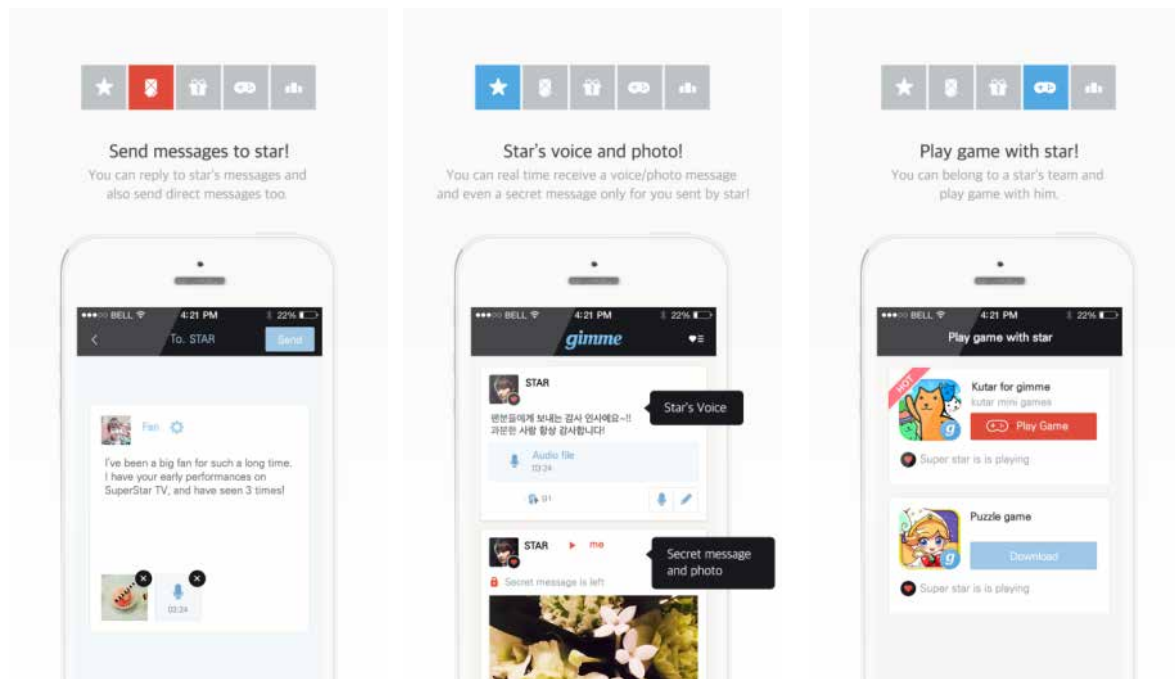 Send messages to star!
You can reply to star's messages and
also send direct messages too.
●●●○○ BELL 4:21 PM 22%
To. STAR
Send
Fan
I've been a big fan for such a long time.
I have your early performances on
SuperStar TV, and have seen 3 times!
03:24
Star's voice and photo!
You can real time receive a voice/photo message
and even a secret message only for you sent by star!
●●●○○ BELL 4:21 PM 22%
gimme
STAR
팬분들에게 보내는 감사 인사예요~!!
과분한 사랑 항상 감사합니다!
Star's Voice
Audio file
03:24
91
STAR ▶ me
Secret message is left
Secret message
and photo
Play game with star!
You can belong to a star's team and
play game with him.
●●●○○ BELL 4:21 PM 22%
Play game with star
HOT
Kutar for gimme
kutar mini games
Play Game
g
Super star is is playing
Puzzle game
Download
g
Super star is is playing